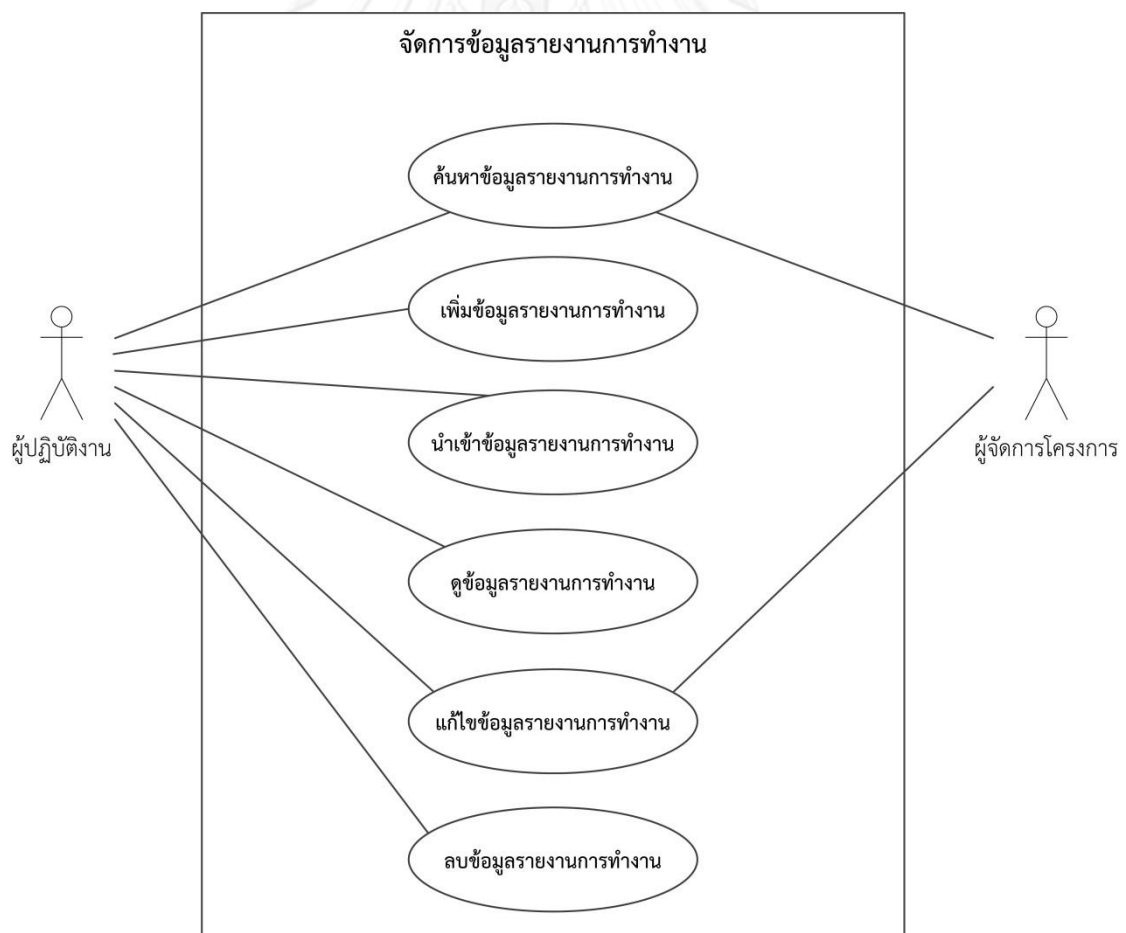 จัดการข้อมูลรายงานการทำงาน
ค้นหาข้อมูลรายงานการทำงาน
เพิ่มข้อมูลรายงานการทำงาน
นำเข้าข้อมูลรายงานการทำงาน
ผู้ปฏิบัติงาน
ผู้จัดการโครงการ
ดูข้อมูลรายงานการทำงาน
แก้ไขข้อมูลรายงานการทำงาน
ลบข้อมูลรายงานการทำงาน